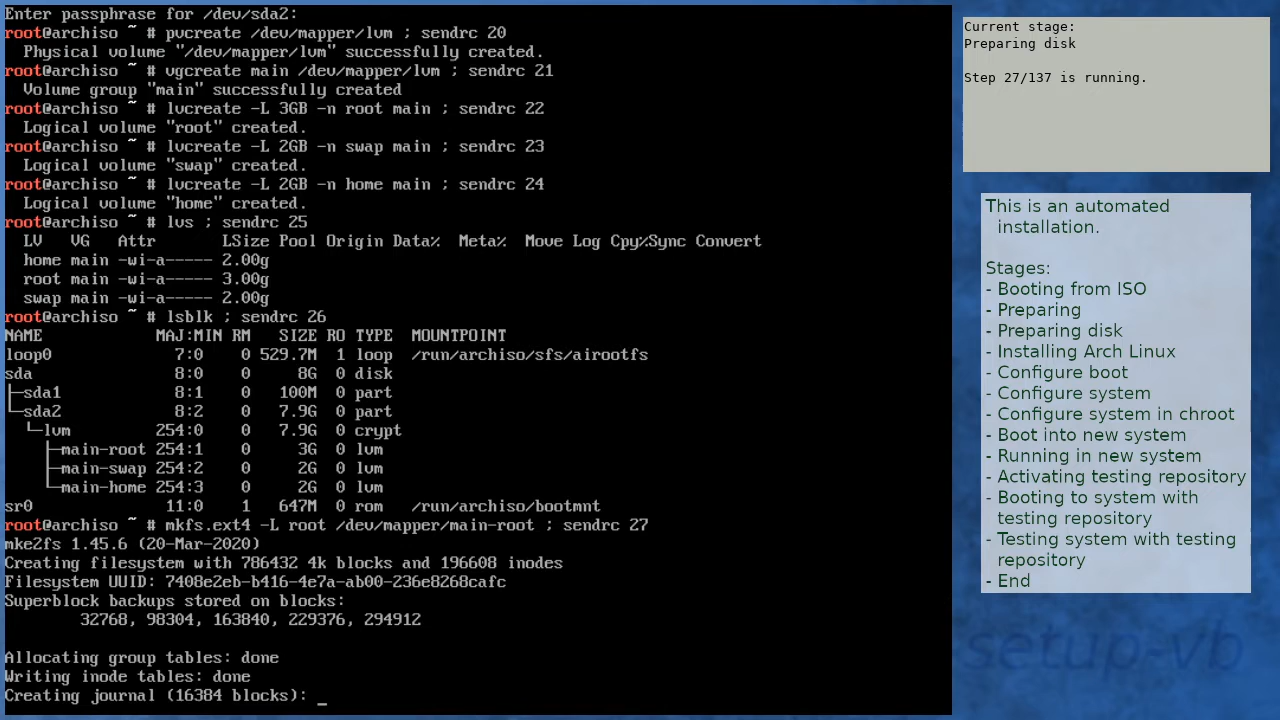 Enter passphrase for /dev/sda2:
root@archiso ~ # pvcreate /dev/mapper/lvm ; sendrc 20
  Physical volume "/dev/mapper/lvm" successfully created.
root@archiso ~ # vgcreate main /dev/mapper/lvm ; sendrc 21
  Volume group "main" successfully created
root@archiso ~ # lvcreate -L 3GB -n root main ; sendrc 22
  Logical volume "root" created.
root@archiso ~ # lvcreate -L 2GB -n swap main ; sendrc 23
  Logical volume "swap" created.
root@archiso ~ # lvcreate -L 2GB -n home main ; sendrc 24
  Logical volume "home" created.
root@archiso ~ # lvs ; sendrc 25
  LV   VG   Attr       LSize Pool Origin Data%  Meta%  Move Log Cpy%Sync Convert
  home main -wi-a----- 2.00g
  root main -wi-a----- 3.00g
  swap main -wi-a----- 2.00g
root@archiso ~ # lsblk ; sendrc 26
NAME            MAJ:MIN RM   SIZE RO TYPE  MOUNTPOINT
loop0             7:0    0 529.7M  1 loop  /run/archiso/sfs/airootfs
sda               8:0    0     8G  0 disk
├─sda1            8:1    0   100M  0 part
└─sda2            8:2    0   7.9G  0 part
  └─lvm         254:0    0   7.9G  0 crypt
    ├─main-root 254:1    0     3G  0 lvm
    ├─main-swap 254:2    0     2G  0 lvm
    └─main-home 254:3    0     2G  0 lvm
sr0              11:0    1   647M  0 rom   /run/archiso/bootmnt
root@archiso ~ # mkfs.ext4 -L root /dev/mapper/main-root ; sendrc 27
mke2fs 1.45.6 (20-Mar-2020)
Creating filesystem with 786432 4k blocks and 196608 inodes
Filesystem UUID: 7408e2eb-b416-4e7a-ab00-236e8268cafc
Superblock backups stored on blocks:
        32768, 98304, 163840, 229376, 294912
Allocating group tables: done
Writing inode tables: done
Creating journal (16384 blocks): _
Current stage:
Preparing disk
Step 27/137 is running.
This is an automated
installation.
Stages:
- Booting from ISO
- Preparing
- Preparing disk
- Installing Arch Linux
- Configure boot
- Configure system
- Configure system in chroot
- Boot into new system
- Running in new system
- Activating testing repository
- Booting to system with
testing repository
- Testing system with testing
repository
- End
setup-vb